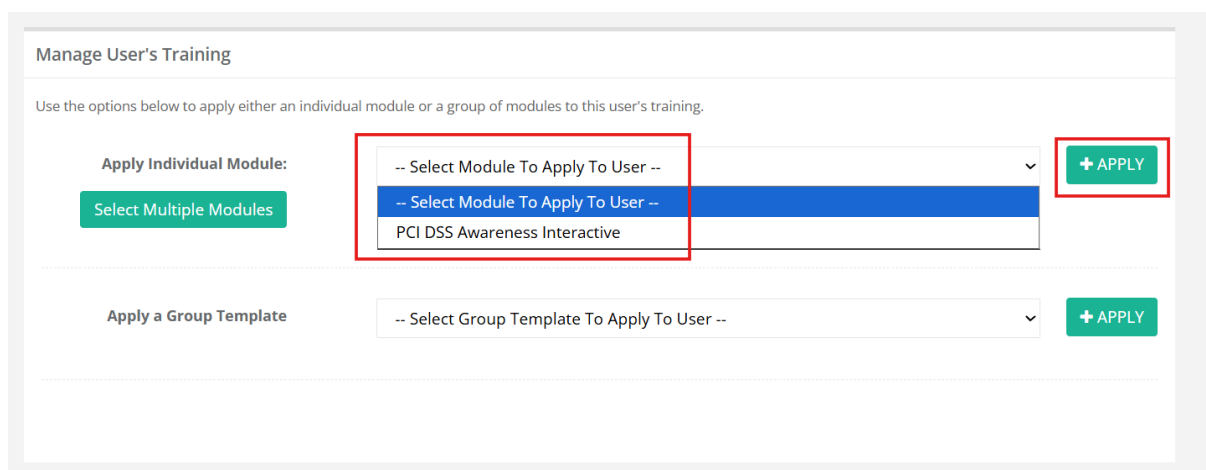 Manage User's Training
Use the options below to apply either an individual module or a group of modules to this user's training.
Apply Individual Module:
-- Select Module To Apply To User --
+ APPLY
Select Multiple Modules
-- Select Module To Apply To User --
PCI DSS Awareness Interactive
Apply a Group Template
-- Select Group Template To Apply To User --
+ APPLY